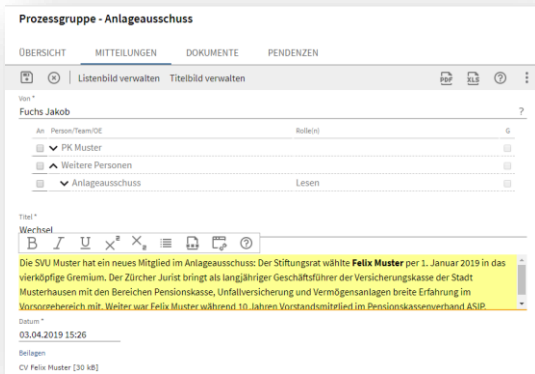 Prozessgruppe - Anlageausschuss
ÜBERSICHT MITTEILUNGEN DOKUMENTE PENDENZEN
Listenbild verwalten Titelbild verwalten PDF XLS
Von *
Fuchs Jakob ?
An Person/Team/OE Rolle(n) G
PK Muster
Weitere Personen
Anlageausschuss Lesen
Titel *
Wechsel
B I U X² X₂
Die SVU Muster hat ein neues Mitglied im Anlageausschuss: Der Stiftungsrat wählte Felix Muster per 1. Januar 2019 in das
vierköpfige Gremium. Der Zürcher Jurist bringt als langjähriger Geschäftsführer der Versicherungskasse der Stadt
Musterhausen mit den Bereichen Pensionskasse, Unfallversicherung und Vermögensanlagen breite Erfahrung im
Vorsorgebereich mit. Weiter war Felix Muster während 10 Jahren Vorstandsmitglied im Pensionskassenverband ASIP.
Datum *
03.04.2019 15:26
Beilagen
CV Felix Muster [30 kB]